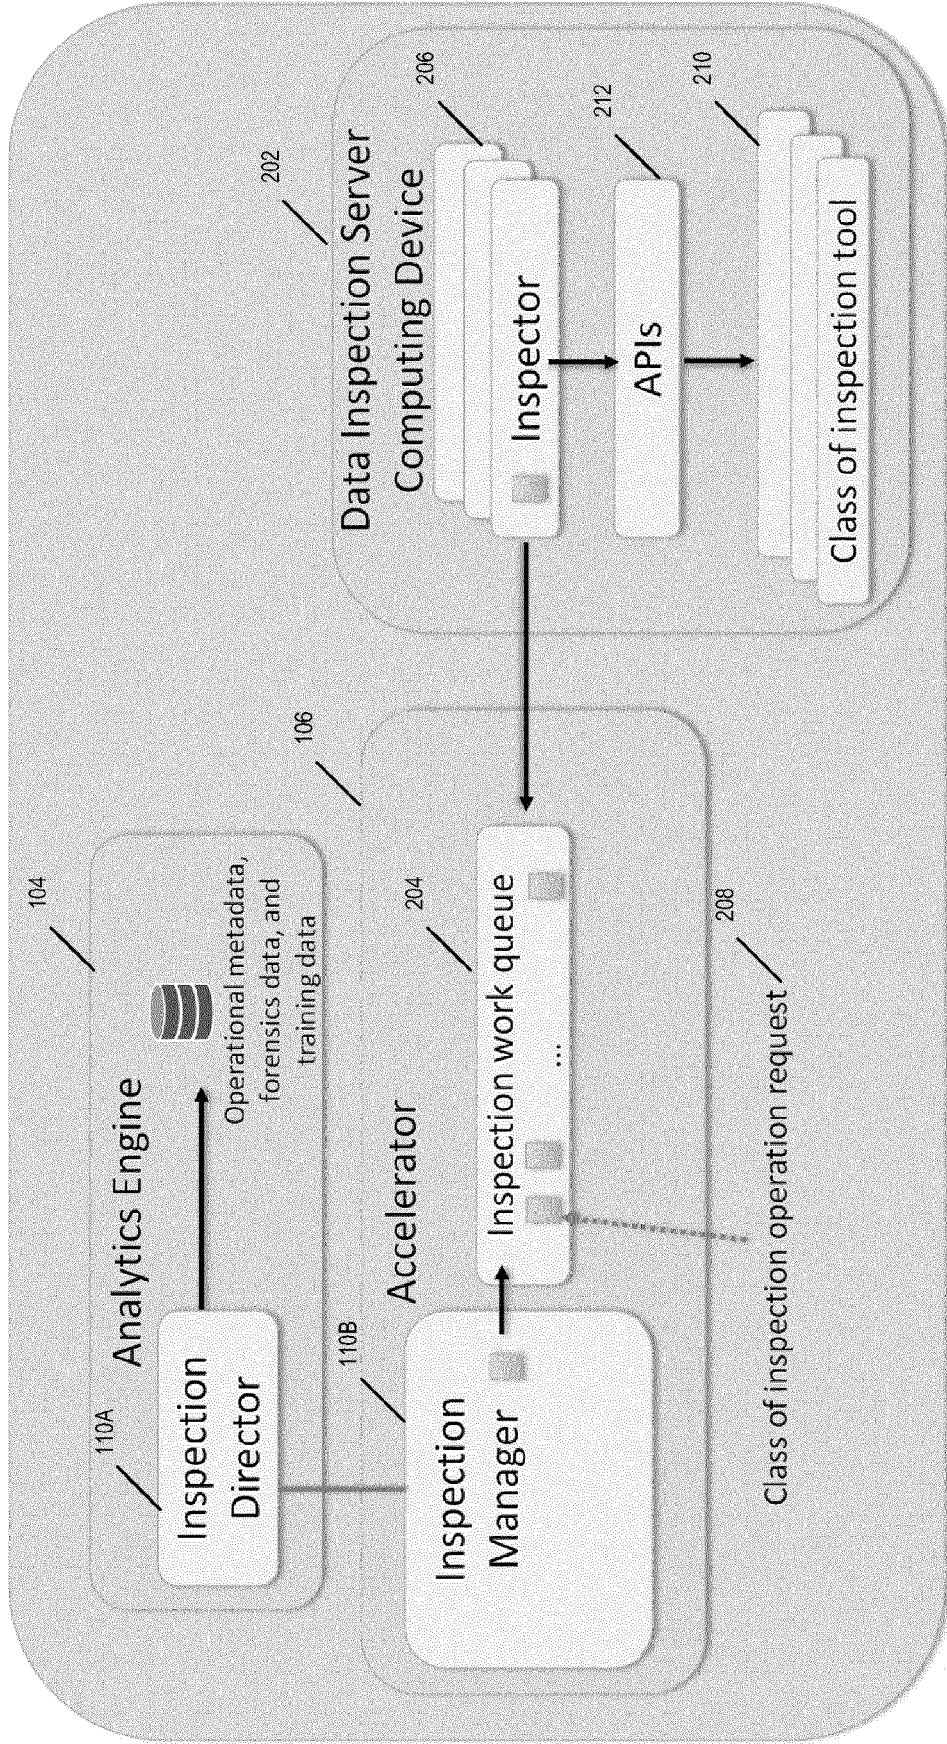 104
Analytics Engine
110A
Inspection
Director
Operational metadata,
forensics data, and
training data
106
Accelerator
110B
Inspection
Manager
204
Inspection work queue
...
208
Class of inspection operation request
202
Data Inspection Server
Computing Device
206
Inspector
212
APIs
210
Class of inspection tool